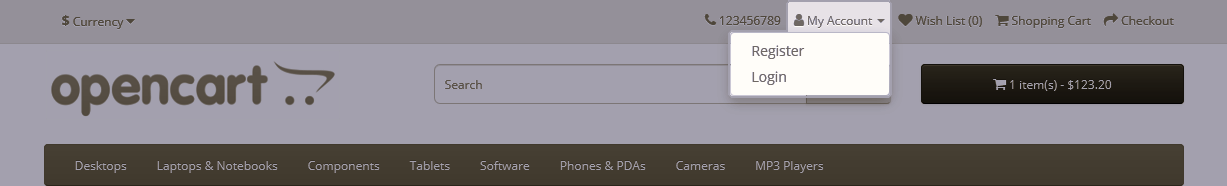 $ Currency 123456789 My Account Wish List (0) Shopping Cart Checkout
Register
Login
opencart
Search
1 item(s) - $123.20
Desktops Laptops & Notebooks Components Tablets Software Phones & PDAs Cameras MP3 Players